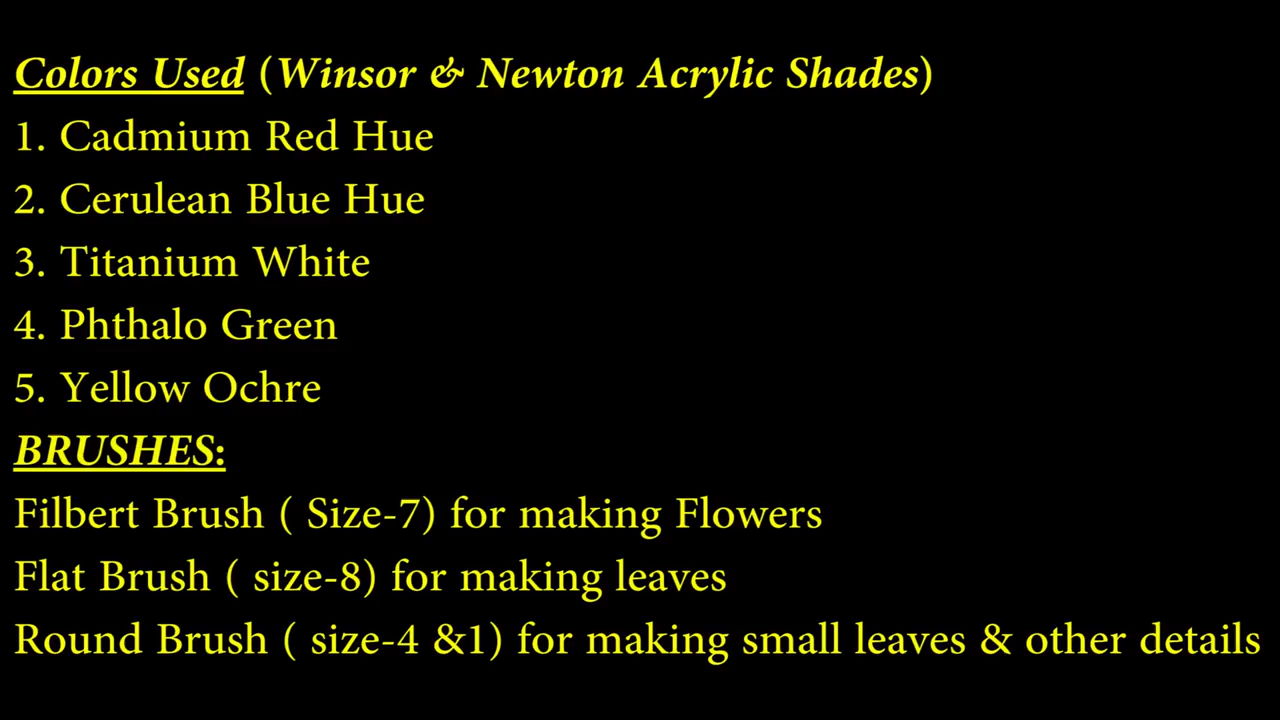 Colors Used (Winsor & Newton Acrylic Shades)
1. Cadmium Red Hue
2. Cerulean Blue Hue
3. Titanium White
4. Phthalo Green
5. Yellow Ochre
BRUSHES:
Filbert Brush ( Size-7) for making Flowers
Flat Brush ( size-8) for making leaves
Round Brush ( size-4 &1) for making small leaves & other details